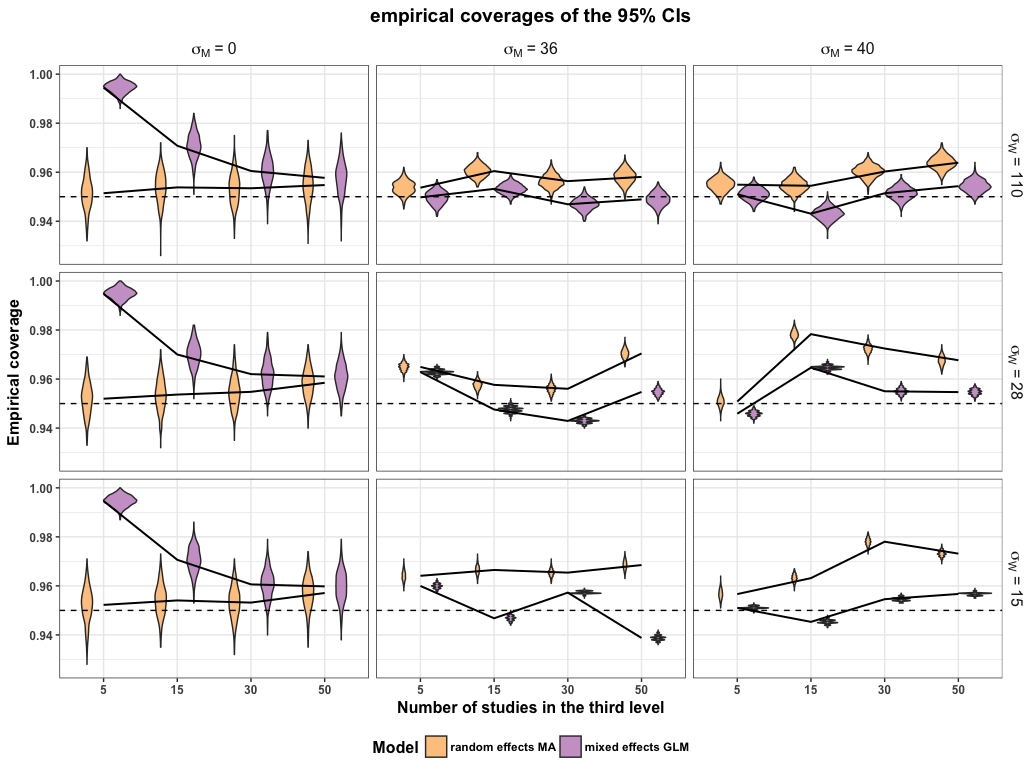 empirical coverages of the 95% CIs
σM = 0
σM = 36
σM = 40
1.00
0.98
0.96
0.94
σW = 110
1.00
0.98
0.96
0.94
σW = 28
1.00
0.98
0.96
0.94
σW = 15
Empirical coverage
5 15 30 50
5 15 30 50
5 15 30 50
Number of studies in the third level
Model random effects MA mixed effects GLM